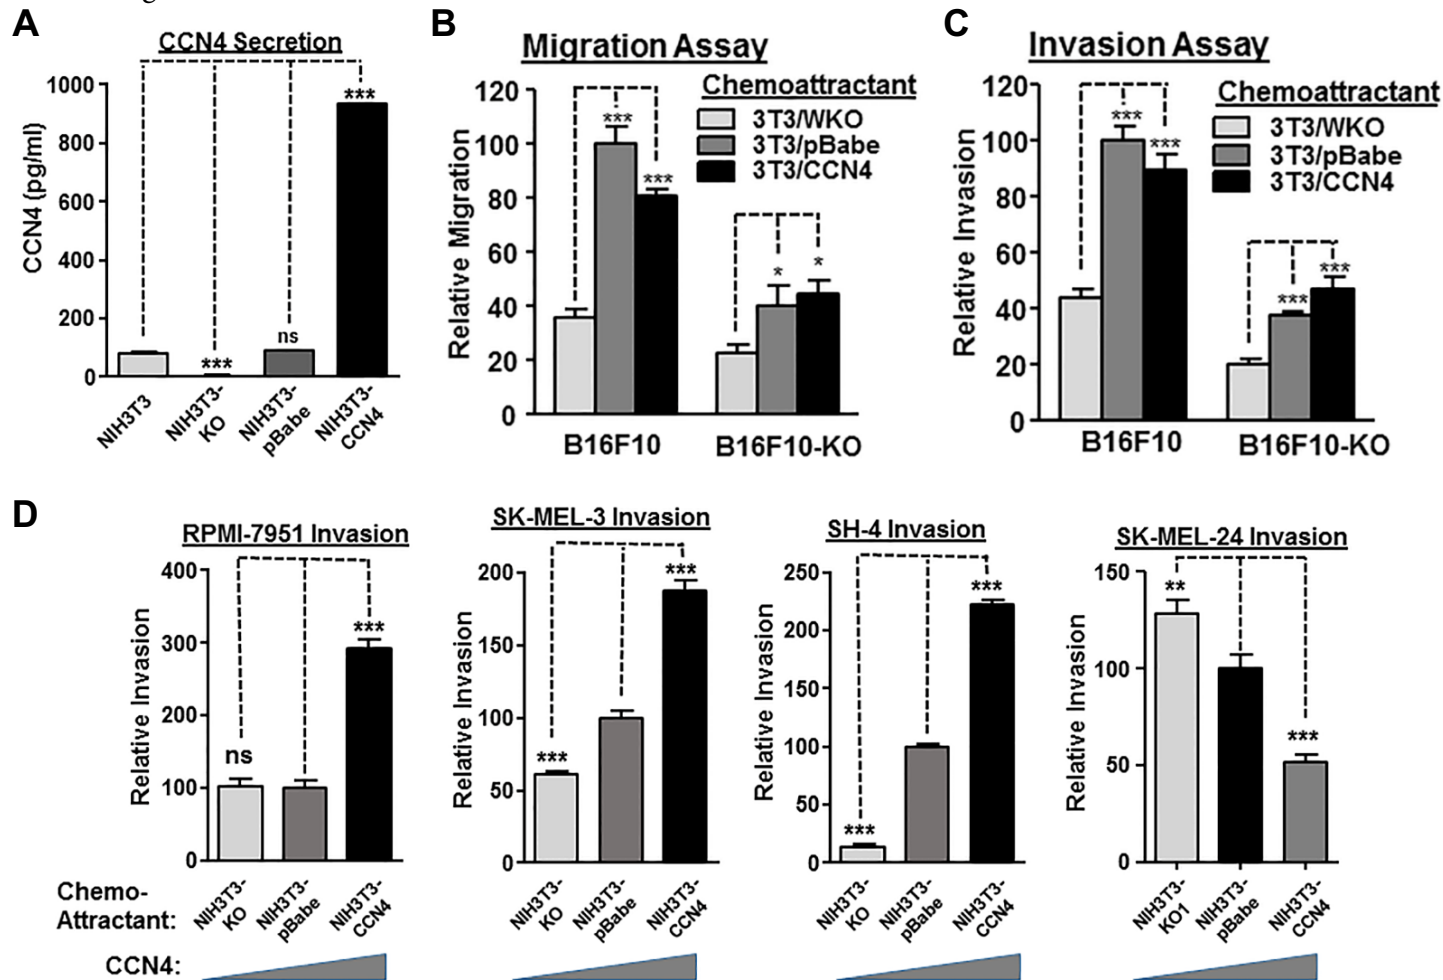 A
CCN4 Secretion
CCN4 (pg/ml)
1000
800
600
400
200
0
***
ns
***
NIH3T3
NIH3T3-
KO
NIH3T3-
pBabe
NIH3T3-
CCN4
B
Migration Assay
Chemoattractant
3T3/WKO
3T3/pBabe
3T3/CCN4
Relative Migration
120
100
80
60
40
20
0
***
***
*
*
B16F10
B16F10-KO
C
Invasion Assay
Chemoattractant
3T3/WKO
3T3/pBabe
3T3/CCN4
Relative Invasion
120
100
80
60
40
20
0
***
***
***
***
B16F10
B16F10-KO
D
RPMI-7951 Invasion
Relative Invasion
400
300
200
100
0
ns
***
NIH3T3-
KO
NIH3T3-
pBabe
NIH3T3-
CCN4
SK-MEL-3 Invasion
Relative Invasion
200
150
100
50
0
***
***
NIH3T3-
KO
NIH3T3-
pBabe
NIH3T3-
CCN4
SH-4 Invasion
Relative Invasion
250
200
150
100
50
0
***
***
NIH3T3-
KO
NIH3T3-
pBabe
NIH3T3-
CCN4
SK-MEL-24 Invasion
Relative Invasion
150
100
50
0
**
***
NIH3T3-
KO1
NIH3T3-
pBabe
NIH3T3-
CCN4
Chemo-
Attractant:
CCN4: